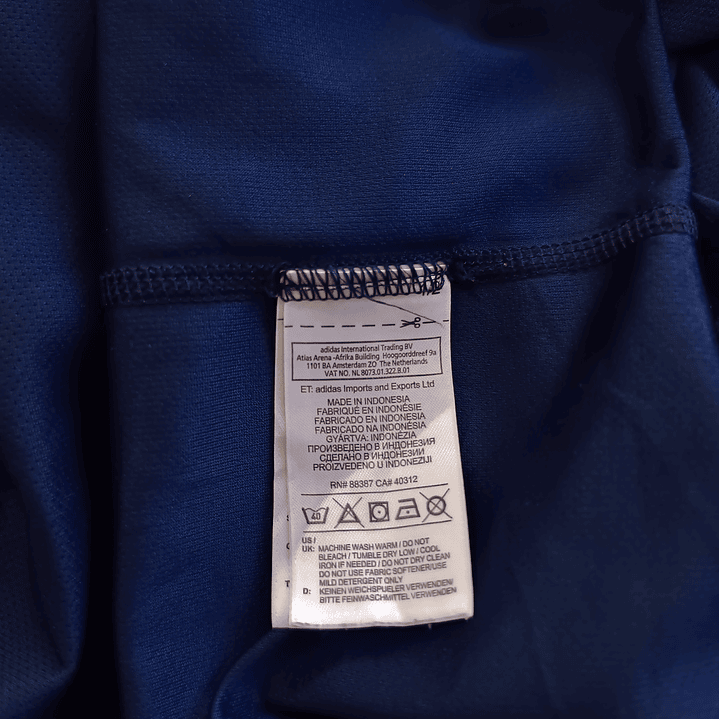 adidas International Trading BV
Atlas Arena -Afrika Building Hoogoorddreef 9a
1101 BA Amsterdam ZO The Netherlands
VAT NO. NL 8073.01.322.B.01
ET: adidas Imports and Exports Ltd
MADE IN INDONESIA
FABRIQUÉ EN INDONÉSIE
FABRICADO EN INDONESIA
FABRICADO NA INDONÉSIA
GYÁRTVA: INDONÉZIA
ПРОИЗВЕДЕНО В ИНДОНЕЗИЯ
СДЕЛАНО В ИНДОНЕЗИИ
PROIZVEDENO U INDONEZIJI
RN# 88387 CA# 40312
40
US /
UK: MACHINE WASH WARM / DO NOT
BLEACH / TUMBLE DRY LOW / COOL
IRON IF NEEDED / DO NOT DRY CLEAN
DO NOT USE FABRIC SOFTENER/USE
MILD DETERGENT ONLY
D: KEINEN WEICHSPUELER VERWENDEN/
BITTE FEINWASCHMITTEL VERWENDEN